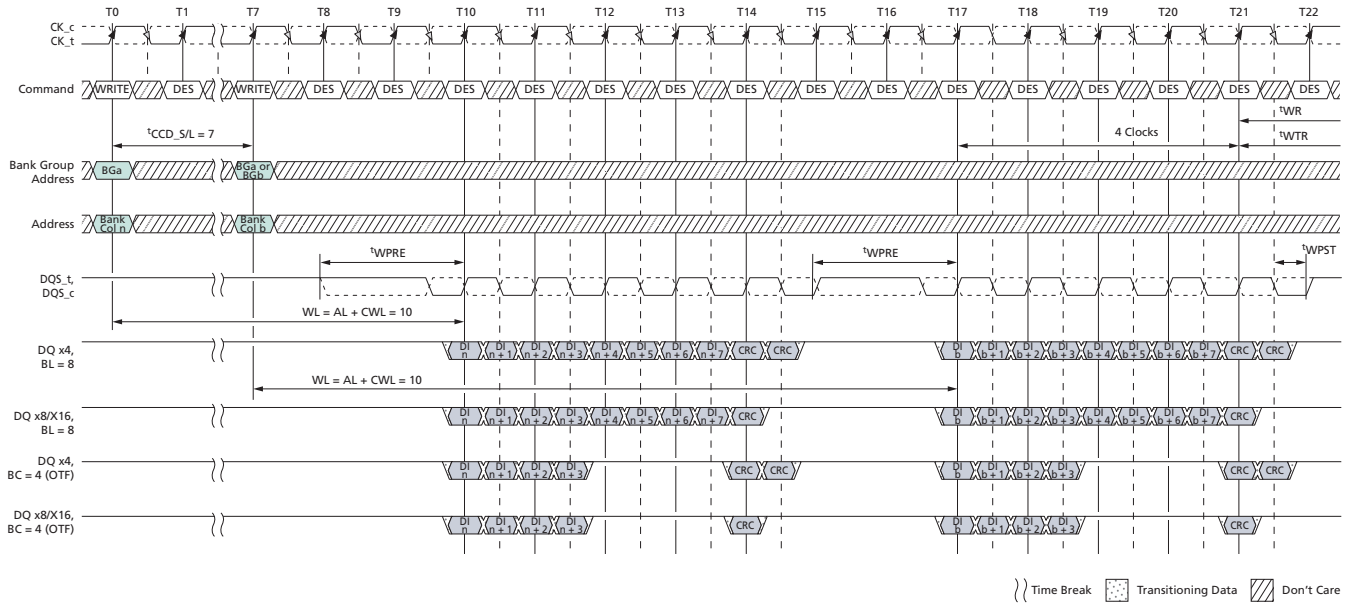 T0 T1 T7 T8 T9 T10 T11 T12 T13 T14 T15 T16 T17 T18 T19 T20 T21 T22
CK_c
CK_t
Command WRITE DES WRITE DES DES DES DES DES DES DES DES DES DES DES DES DES DES DES
tWR
tCCD_S/L = 7
4 Clocks
tWTR
Bank Group
Address
BGa
BGa or
BGb
Address
Bank
Col n
Bank
Col b
tWPRE tWPRE tWPST
DQS_t,
DQS_c
WL = AL + CWL = 10
DQ x4,
BL = 8
DI n DI n + 1 DI n + 2 DI n + 3 DI n + 4 DI n + 5 DI n + 6 DI n + 7 CRC CRC DI b DI b + 1 DI b + 2 DI b + 3 DI b + 4 DI b + 5 DI b + 6 DI b + 7 CRC CRC
WL = AL + CWL = 10
DQ x8/X16,
BL = 8
DI n DI n + 1 DI n + 2 DI n + 3 DI n + 4 DI n + 5 DI n + 6 DI n + 7 CRC DI b DI b + 1 DI b + 2 DI b + 3 DI b + 4 DI b + 5 DI b + 6 DI b + 7 CRC
DQ x4,
BC = 4 (OTF)
DI n DI n + 1 DI n + 2 DI n + 3 CRC CRC DI b DI b + 1 DI b + 2 DI b + 3 CRC CRC
DQ x8/X16,
BC = 4 (OTF)
DI n DI n + 1 DI n + 2 DI n + 3 CRC DI b DI b + 1 DI b + 2 DI b + 3 CRC
Time Break Transitioning Data Don't Care